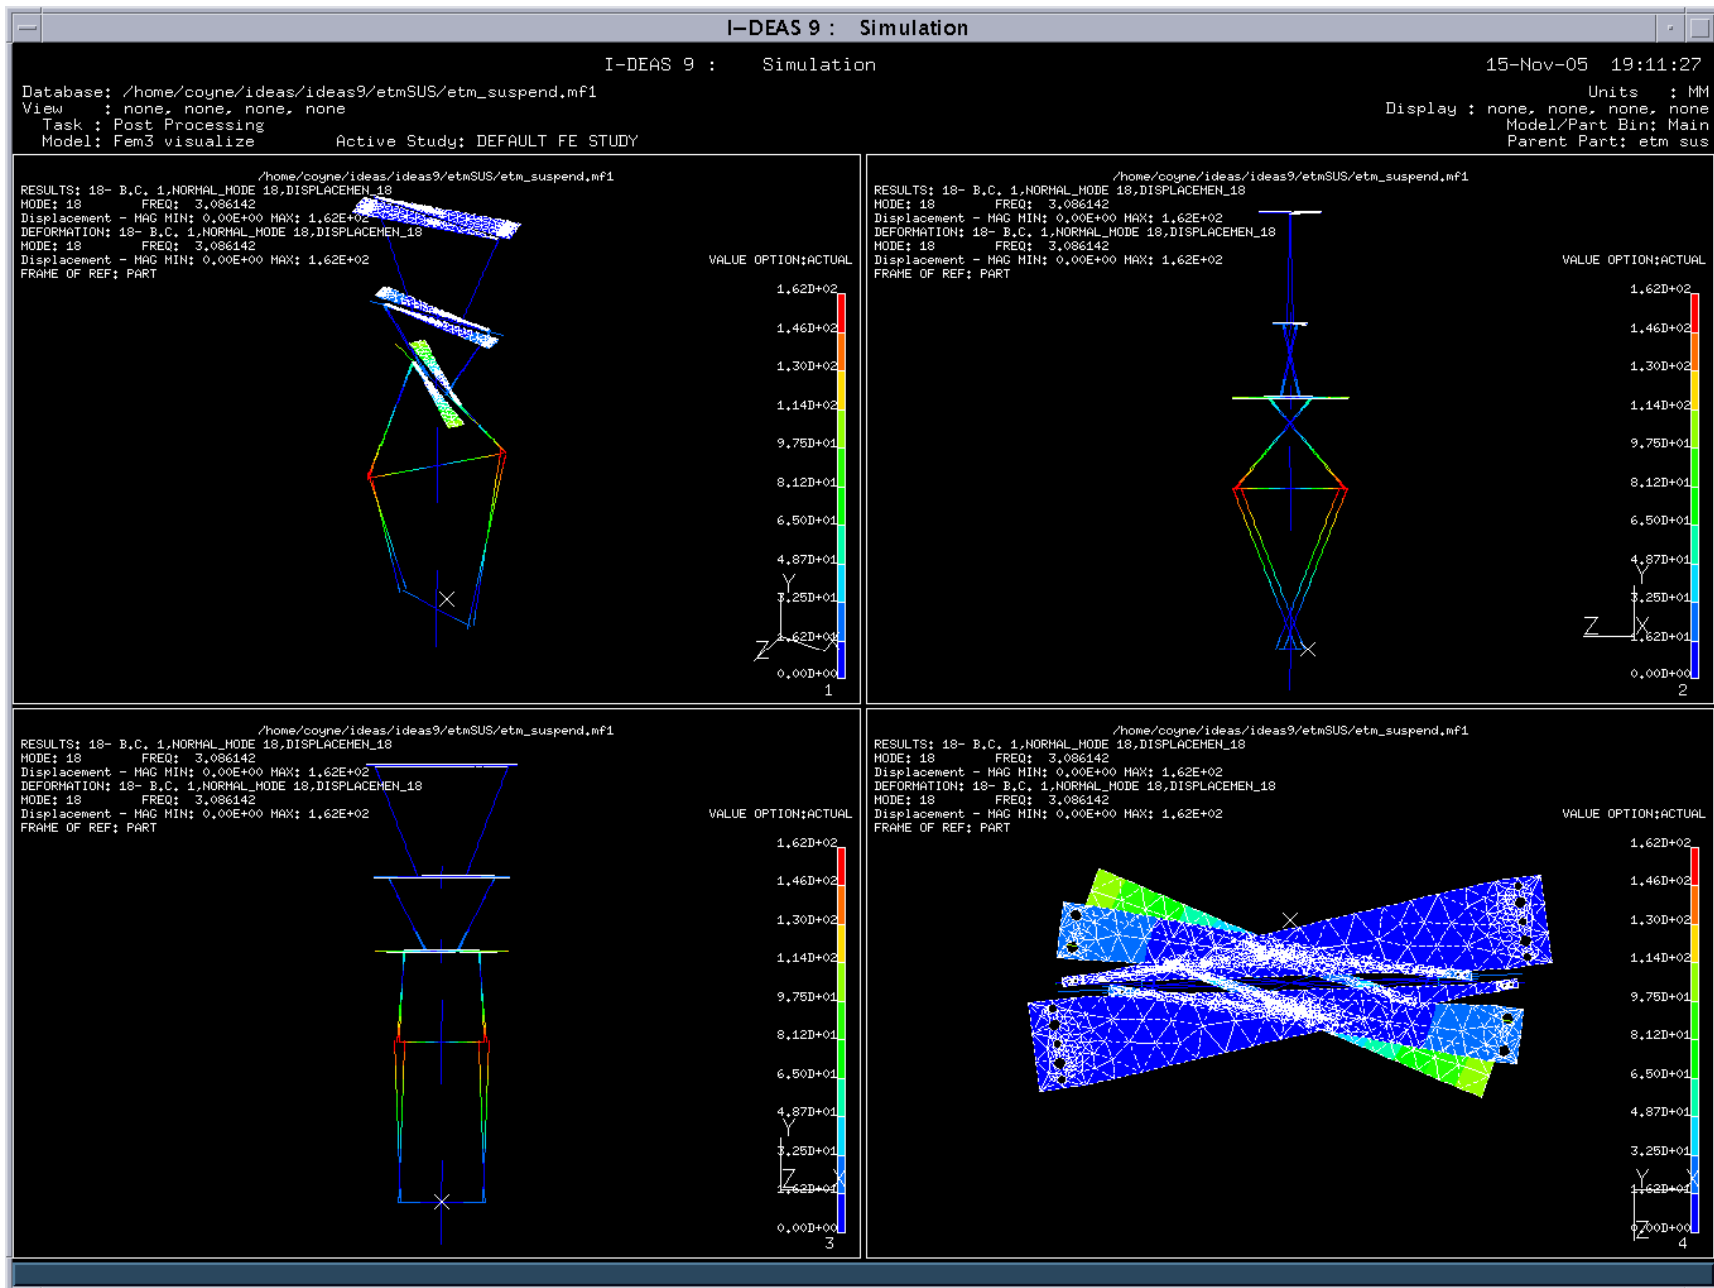 I-DEAS 9 : Simulation
I-DEAS 9 : Simulation
15-Nov-05 19:11:27
Database: /home/coyne/ideas/ideas9/etmSUS/etm_suspend.mf1
Units : MM
View : none, none, none, none
Display : none, none, none, none
Task : Post Processing
Model/Part Bin: Main
Model: Fem3 visualize Active Study: DEFAULT FE STUDY
Parent Part: etm sus
/home/coyne/ideas/ideas9/etmSUS/etm_suspend.mf1
RESULTS: 18- B.C. 1,NORMAL_MODE 18,DISPLACEMEN_18
MODE: 18 FREQ: 3.086142
Displacement - MAG MIN: 0.00E+00 MAX: 1.62E+02
DEFORMATION: 18- B.C. 1,NORMAL_MODE 18,DISPLACEMEN_18
MODE: 18 FREQ: 3.086142
Displacement - MAG MIN: 0.00E+00 MAX: 1.62E+02
FRAME OF REF: PART
VALUE OPTION:ACTUAL
1.62D+02
1.46D+02
1.30D+02
1.14D+02
9.75D+01
8.12D+01
6.50D+01
4.87D+01
Y
3.25D+01
1.62D+01
Z
X
0.00D+00
1
/home/coyne/ideas/ideas9/etmSUS/etm_suspend.mf1
RESULTS: 18- B.C. 1,NORMAL_MODE 18,DISPLACEMEN_18
MODE: 18 FREQ: 3.086142
Displacement - MAG MIN: 0.00E+00 MAX: 1.62E+02
DEFORMATION: 18- B.C. 1,NORMAL_MODE 18,DISPLACEMEN_18
MODE: 18 FREQ: 3.086142
Displacement - MAG MIN: 0.00E+00 MAX: 1.62E+02
FRAME OF REF: PART
VALUE OPTION:ACTUAL
1.62D+02
1.46D+02
1.30D+02
1.14D+02
9.75D+01
8.12D+01
6.50D+01
4.87D+01
Y
3.25D+01
Z X
1.62D+01
0.00D+00
2
/home/coyne/ideas/ideas9/etmSUS/etm_suspend.mf1
RESULTS: 18- B.C. 1,NORMAL_MODE 18,DISPLACEMEN_18
MODE: 18 FREQ: 3.086142
Displacement - MAG MIN: 0.00E+00 MAX: 1.62E+02
DEFORMATION: 18- B.C. 1,NORMAL_MODE 18,DISPLACEMEN_18
MODE: 18 FREQ: 3.086142
Displacement - MAG MIN: 0.00E+00 MAX: 1.62E+02
FRAME OF REF: PART
VALUE OPTION:ACTUAL
1.62D+02
1.46D+02
1.30D+02
1.14D+02
9.75D+01
8.12D+01
6.50D+01
4.87D+01
Y
3.25D+01
Z X
1.62D+01
0.00D+00
3
/home/coyne/ideas/ideas9/etmSUS/etm_suspend.mf1
RESULTS: 18- B.C. 1,NORMAL_MODE 18,DISPLACEMEN_18
MODE: 18 FREQ: 3.086142
Displacement - MAG MIN: 0.00E+00 MAX: 1.62E+02
DEFORMATION: 18- B.C. 1,NORMAL_MODE 18,DISPLACEMEN_18
MODE: 18 FREQ: 3.086142
Displacement - MAG MIN: 0.00E+00 MAX: 1.62E+02
FRAME OF REF: PART
VALUE OPTION:ACTUAL
1.62D+02
1.46D+02
1.30D+02
1.14D+02
9.75D+01
8.12D+01
6.50D+01
4.87D+01
3.25D+01
Y X
1.62D+01
Z
0.00D+00
4